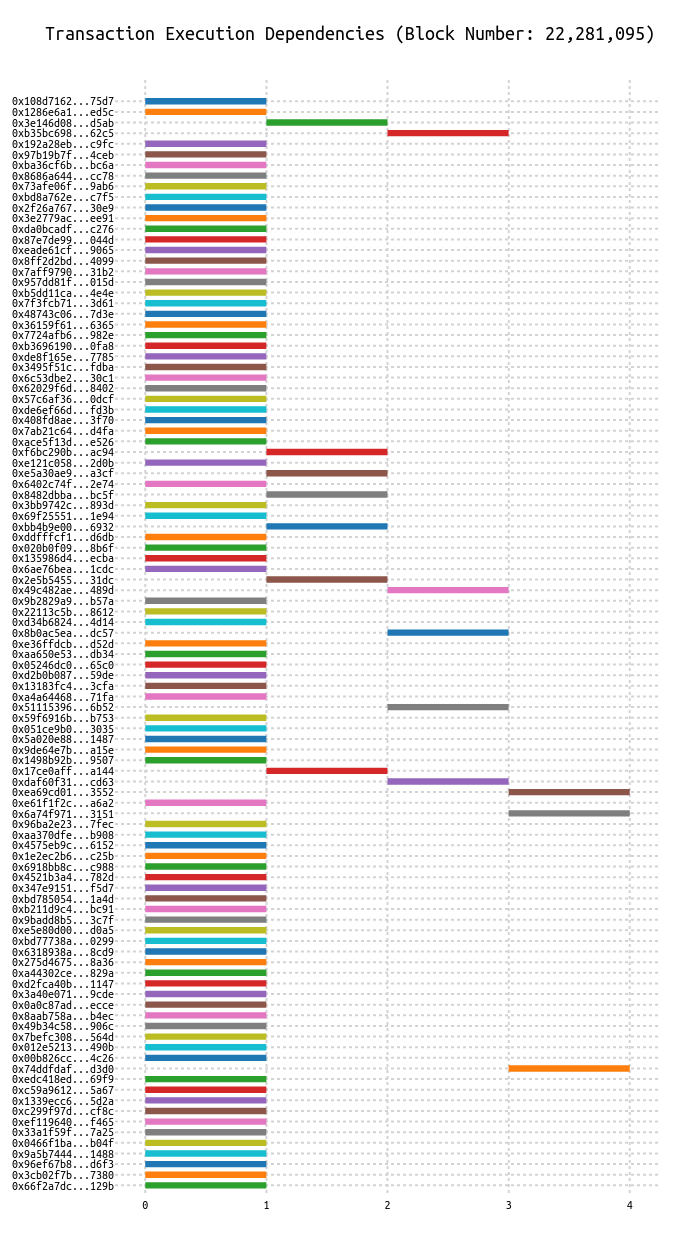 Transaction Execution Dependencies (Block Number: 22,281,095)
0x108d7162...75d7
0x1286e6a1...ed5c
0x3e146d08...d5ab
0xb35bc698...62c5
0x192a28eb...c9fc
0x97b19b7f...4ceb
0xba36cf6b...bc6a
0x8686a644...cc78
0x73afe06f...9ab6
0xbd8a762e...c7f5
0x2f26a767...30e9
0x3e2779ac...ee91
0xda0bcadf...c276
0x87e7de99...044d
0xeade61cf...9065
0x8ff2d2bd...4099
0x7aff9790...31b2
0x957dd81f...015d
0xb5dd11ca...4e4e
0x7f3fcb71...3d61
0x48743c06...7d3e
0x36159f61...6365
0x7724afb6...982e
0xb3696190...0fa8
0xde8f165e...7785
0x3495f51c...fdba
0x6c53dbe2...30c1
0x62029f6d...8402
0x57c6af36...0dcf
0xde6ef66d...fd3b
0x408fd8ae...3f70
0x7ab21c64...d4fa
0xace5f13d...e526
0xf6bc290b...ac94
0xe121c058...2d0b
0xe5a30ae9...a3cf
0x6402c74f...2e74
0x8482dbba...bc5f
0x3bb9742c...893d
0x69f25551...1e94
0xbb4b9e00...6932
0xddfffcf1...d6db
0x020b0f09...8b6f
0x135986d4...ecba
0x6ae76bea...1cdc
0x2e5b5455...31dc
0x49c482ae...489d
0x9b2829a9...b57a
0x22113c5b...8612
0xd34b6824...4d14
0x8b0ac5ea...dc57
0xe36ffdcb...d52d
0xaa650e53...db34
0x05246dc0...65c0
0xd2b0b087...59de
0x13183fc4...3cfa
0xa4a64468...71fa
0x51115396...6b52
0x59f6916b...b753
0x051ce9b0...3035
0x5a020e88...1487
0x9de64e7b...a15e
0x1498b92b...9507
0x17ce0aff...a144
0xdaf60f31...cd63
0xea69cd01...3552
0xe61f1f2c...a6a2
0x6a74f971...3151
0x96ba2e23...7fec
0xaa370dfe...b908
0x4575eb9c...6152
0x1e2ec2b6...c25b
0x6918bb8c...c988
0x4521b3a4...782d
0x347e9151...f5d7
0xbd785054...1a4d
0xb211d9c4...bc91
0x9badd8b5...3c7f
0xe5e80d00...d0a5
0xbd77738a...0299
0x6318938a...8cd9
0x275d4675...8a36
0xa44302ce...829a
0xd2fca40b...1147
0x3a40e071...9cde
0x0a0c87ad...ecce
0x8aab758a...b4ec
0x49b34c58...906c
0x7befc308...564d
0x012e5213...490b
0x00b826cc...4c26
0x74ddfdaf...d3d0
0xedc418ed...69f9
0xc59a9612...5a67
0x1339ecc6...5d2a
0xc299f97d...cf8c
0xef119640...f465
0x33a1f59f...7a25
0x0466f1ba...b04f
0x9a5b7444...1488
0x96ef67b8...d6f3
0x3cb02f7b...7380
0x66f2a7dc...129b
0 1 2 3 4